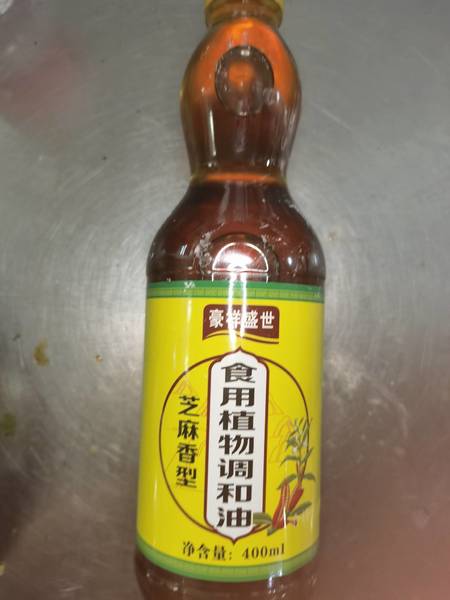 豪祥盛世
食用植物调和油
芝麻香型
净含量：400ml